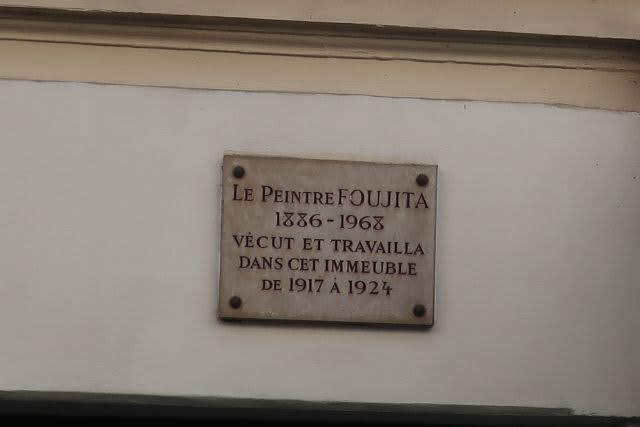 LE PEINTRE FOUJITA
1886-1968
VÉCUT ET TRAVAILLA
DANS CET IMMEUBLE
DE 1917 À 1924